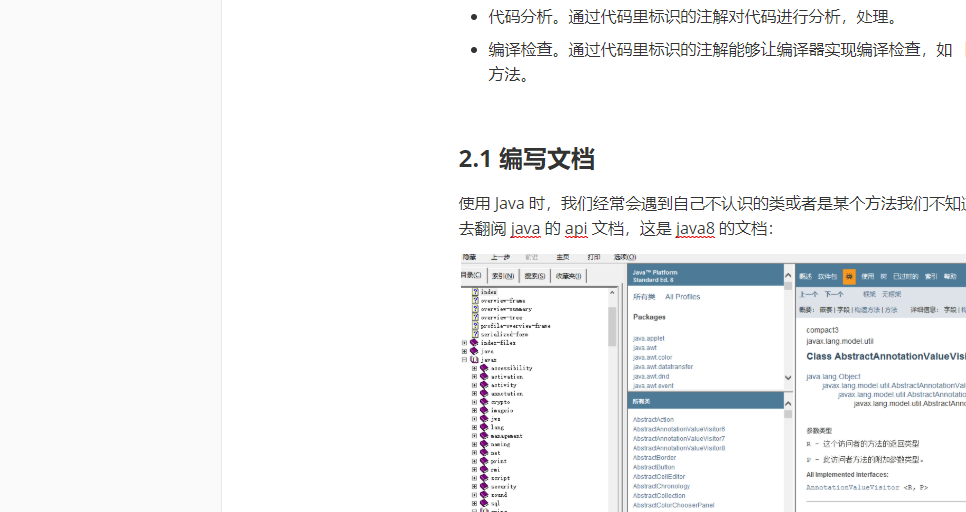 代码分析。通过代码里标识的注解对代码进行分析，处理。
编译检查。通过代码里标识的注解能够让编译器实现编译检查，如
方法。
2.1 编写文档
使用 Java 时，我们经常会遇到自己不认识的类或者是某个方法我们不知
去翻阅 java 的 api 文档，这是 java8 的文档：
隐藏 上一步 前进 主页 打印 选项(O)
目录(C) 索引(N) 搜索(S) 收藏夹(I)
index
overview-frame
overview-summary
overview-tree
profile-overview-frame
serialized-form
index-files
java
javax
accessibility
activation
activity
annotation
crypto
imageio
jws
lang
management
naming
net
print
rmi
script
security
sound
sql
Java™ Platform
Standard Ed. 8
所有类 All Profiles
Packages
java.applet
java.awt
java.awt.color
java.awt.datatransfer
java.awt.dnd
java.awt.event
所有类
AbstractAction
AbstractAnnotationValueVisitor6
AbstractAnnotationValueVisitor7
AbstractAnnotationValueVisitor8
AbstractBorder
AbstractButton
AbstractCellEditor
AbstractChronology
AbstractCollection
AbstractColorChooserPanel
概述 软件包 类 使用 树 已过时的 索引 帮助
上一个 下一个 框架 无框架
概要： 嵌套 | 字段 | 构造方法 | 方法 详细信息： 字段 |
compact3
javax.lang.model.util
Class AbstractAnnotationValueVisi
java.lang.Object
javax.lang.model.util.AbstractAnnotationVal
javax.lang.model.util.AbstractAnnotatio
javax.lang.model.util.AbstractAnno
参数类型
R - 这个访问者的方法的返回类型
P - 此访问者方法的附加参数类型。
All Implemented Interfaces:
AnnotationValueVisitor <R, P>